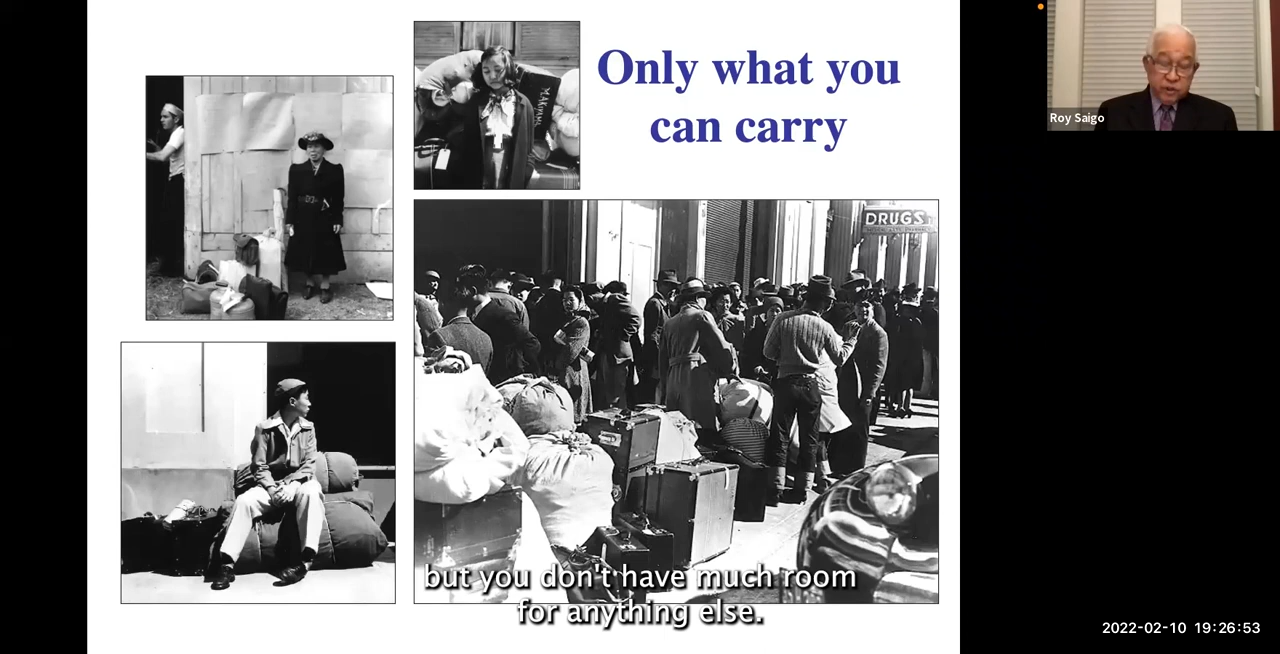 Only what you
can carry
Roy Saigo
MARUYAMA
DRUGS
but you don't have much room
for anything else.
2022-02-10 19:26:53